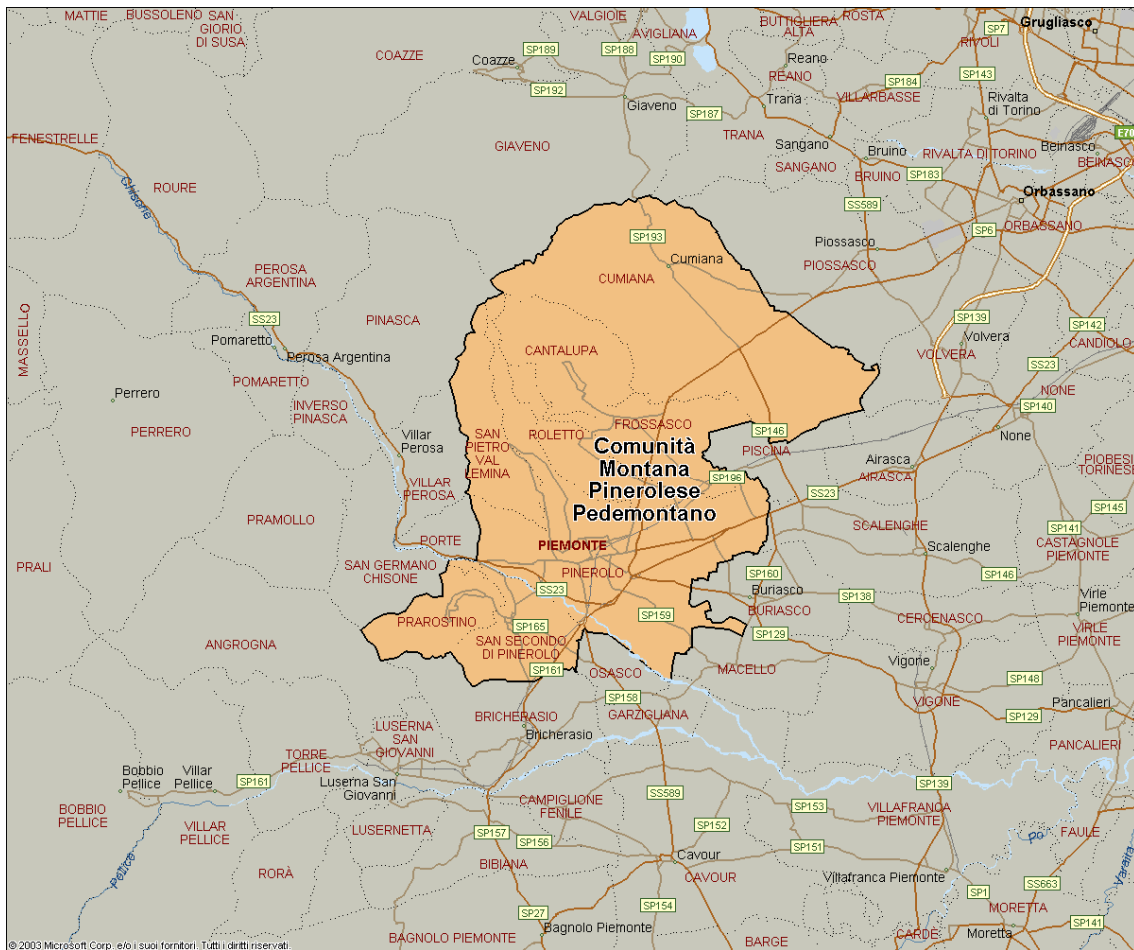 MATTIE
BUSSOLENO
SAN
GIORIO
DI SUSA
VALGIOIE
AVIGLIANA
BUTTIGLIERA
ALTA
ROSTA
Grugliasco
SP7
RIVOLI
COAZZE
Coazze
SP189
SP188
SP190
SP192
Reano
REANO
SP143
SP184
VILLARBASSE
Giaveno
SP187
Trana
TRANA
Rivalta
di Torino
E70
FENESTRELLE
GIAVENO
Sangano
SANGANO
Bruino
BRUINO
RIVALTA DI TORINO
Beinasco
BEINASCO
SP183
ROURE
Chisone
SS589
Orbassano
ORBASSANO
SP6
SP193
Cumiana
CUMIANA
Piossasco
PIOSSASCO
PEROSA
ARGENTINA
MASSELLO
SS23
PINASCA
Pomaretto
Perosa Argentina
POMARETTO
CANTALUPA
SP139
Volvera
VOLVERA
SP142
CANDIOLO
SS23
NONE
SP140
None
Perrero
PERRERO
INVERSO
PINASCA
Villar
Perosa
VILLAR
PEROSA
SAN
PIETRO
VAL
LEMINA
ROLETTO
FROSSASCO
SP146
PISCINA
Comunità
Montana
Pinerolese
Pedemontano
SP196
Airasca
AIRASCA
PIOBESI
TORINESE
SS23
SP145
PRAMOLLO
PORTE
PIEMONTE
SCALENGHE
Scalenghe
SP141
CASTAGNOLE
PIEMONTE
PRALI
SAN GERMANO
CHISONE
PINEROLO
SS23
SP160
Buriasco
BURIASCO
SP138
SP146
Virle
Piemonte
VIRLE
PIEMONTE
PRAROSTINO
SP165
SP159
CERCENASCO
ANGROGNA
SAN SECONDO
DI PINEROLO
SP129
SP161
OSASCO
MACELLO
Vigone
VIGONE
SP148
SP158
GARZIGLIANA
SP129
Pancalieri
PANCALIERI
BRICHERASIO
Bricherasio
LUSERNA
SAN
GIOVANNI
TORRE
PELLICE
Bobbio
Pellice
Villar
Pellice
SP161
Luserna San
Giovanni
BOBBIO
PELLICE
VILLAR
PELLICE
Pellice
LUSERNETTA
CAMPIGLIONE
FENILE
SS589
SP153
SP139
VILLAFRANCA
PIEMONTE
SP157
SP156
SP152
SP151
Po
FAULE
BIBIANA
Cavour
CAVOUR
Villafranca Piemonte
Varaita
RORÀ
SP1
SS663
MORETTA
Moretta
SP141
SP27
SP154
Bagnolo Piemonte
BAGNOLO PIEMONTE
BARGE
CARDÈ
© 2003 Microsoft Corp. e/o i suoi fornitori. Tutti i diritti riservati.